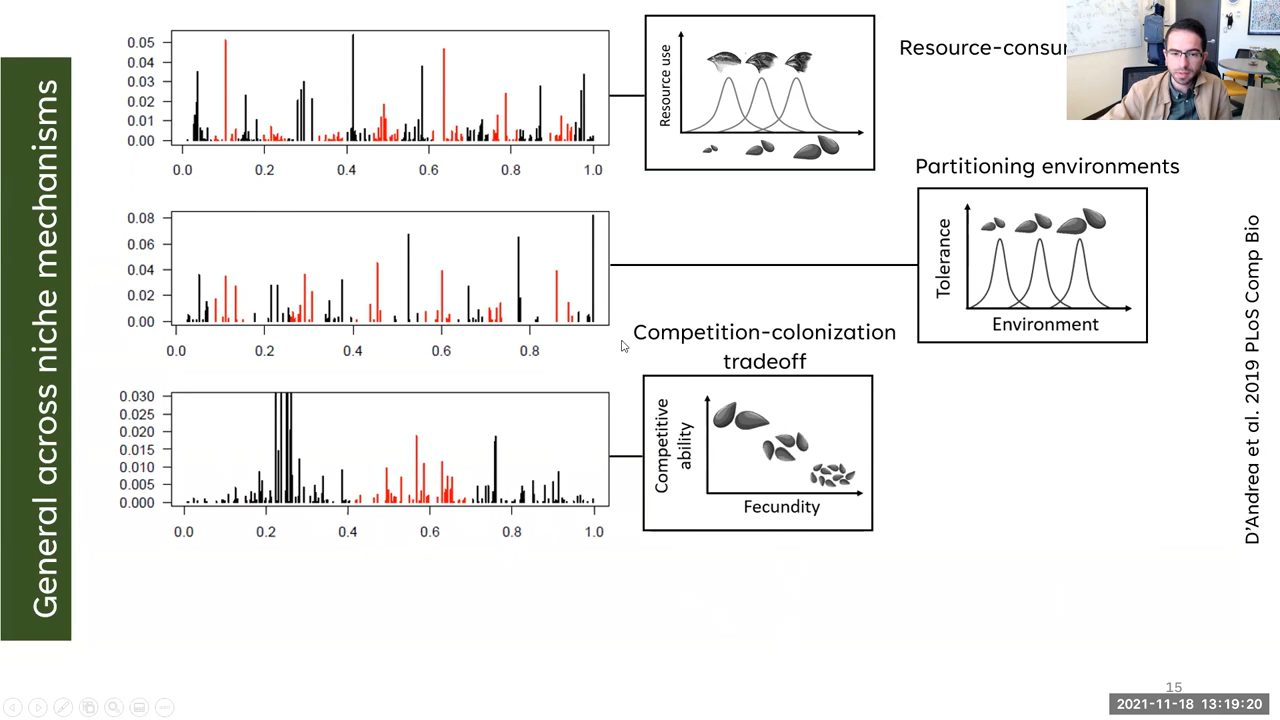 General across niche mechanisms
0.05
0.04
0.03
0.02
0.01
0.00
0.0 0.2 0.4 0.6 0.8 1.0
Resource use
Partitioning environments
0.08
0.06
0.04
0.02
0.00
0.0 0.2 0.4 0.6 0.8
Tolerance
Environment
Competition-colonization
tradeoff
0.030
0.025
0.020
0.015
0.010
0.005
0.000
0.0 0.2 0.4 0.6 0.8 1.0
Competitive
ability
Fecundity
D'Andrea et al. 2019 PLoS Comp Bio
15
2021-11-18 13:19:20